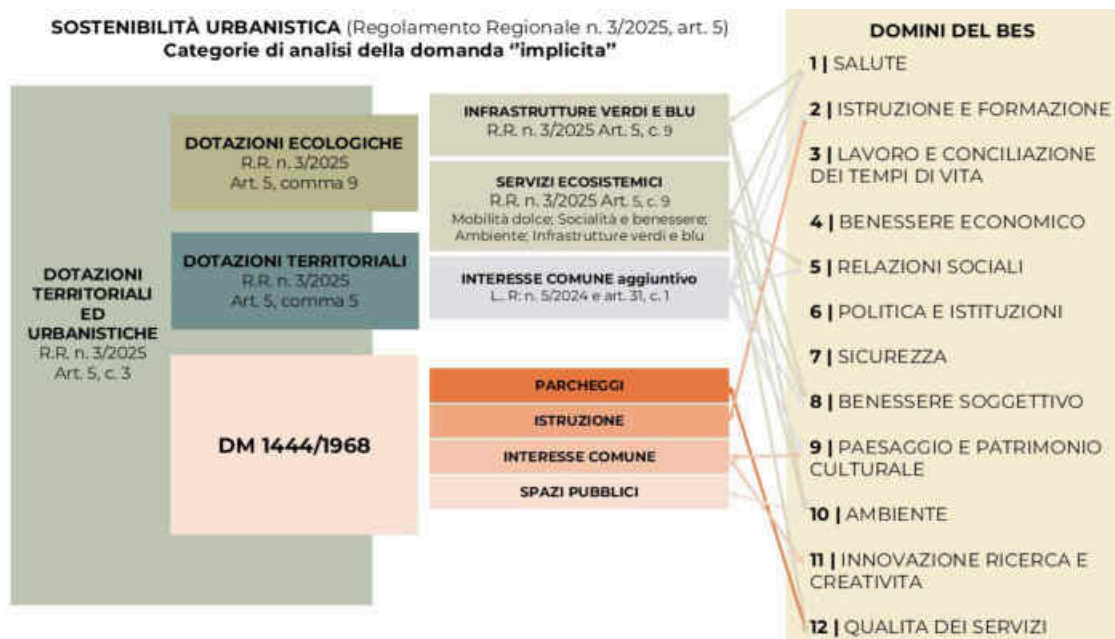 SOSTENIBILITÀ URBANISTICA (Regolamento Regionale n. 3/2025, art. 5)
Categorie di analisi della domanda "implicita"
DOTAZIONI
TERRITORIALI
ED
URBANISTICHE
R.R. n. 3/2025
Art. 5, c. 3
DOTAZIONI ECOLOGICHE
R.R. n. 3/2025
Art. 5, comma 9
DOTAZIONI TERRITORIALI
R.R. n. 3/2025
Art. 5, comma 5
DM 1444/1968
INFRASTRUTTURE VERDI E BLU
R.R. n. 3/2025 Art. 5, c. 9
SERVIZI ECOSISTEMICI
R.R. n. 3/2025 Art. 5, c. 9
Mobilità dolce; Socialità e benessere;
Ambiente; Infrastrutture verdi e blu
INTERESSE COMUNE aggiuntivo
L. R: n. 5/2024 e art. 31, c. 1
PARCHEGGI
ISTRUZIONE
INTERESSE COMUNE
SPAZI PUBBLICI
DOMINI DEL BES
1 | SALUTE
2 | ISTRUZIONE E FORMAZIONE
3 | LAVORO E CONCILIAZIONE
DEI TEMPI DI VITA
4 | BENESSERE ECONOMICO
5 | RELAZIONI SOCIALI
6 | POLITICA E ISTITUZIONI
7 | SICUREZZA
8 | BENESSERE SOGGETTIVO
9 | PAESAGGIO E PATRIMONIO
CULTURALE
10 | AMBIENTE
11 | INNOVAZIONE RICERCA E
CREATIVITA
12 | QUALITA DEI SERVIZI